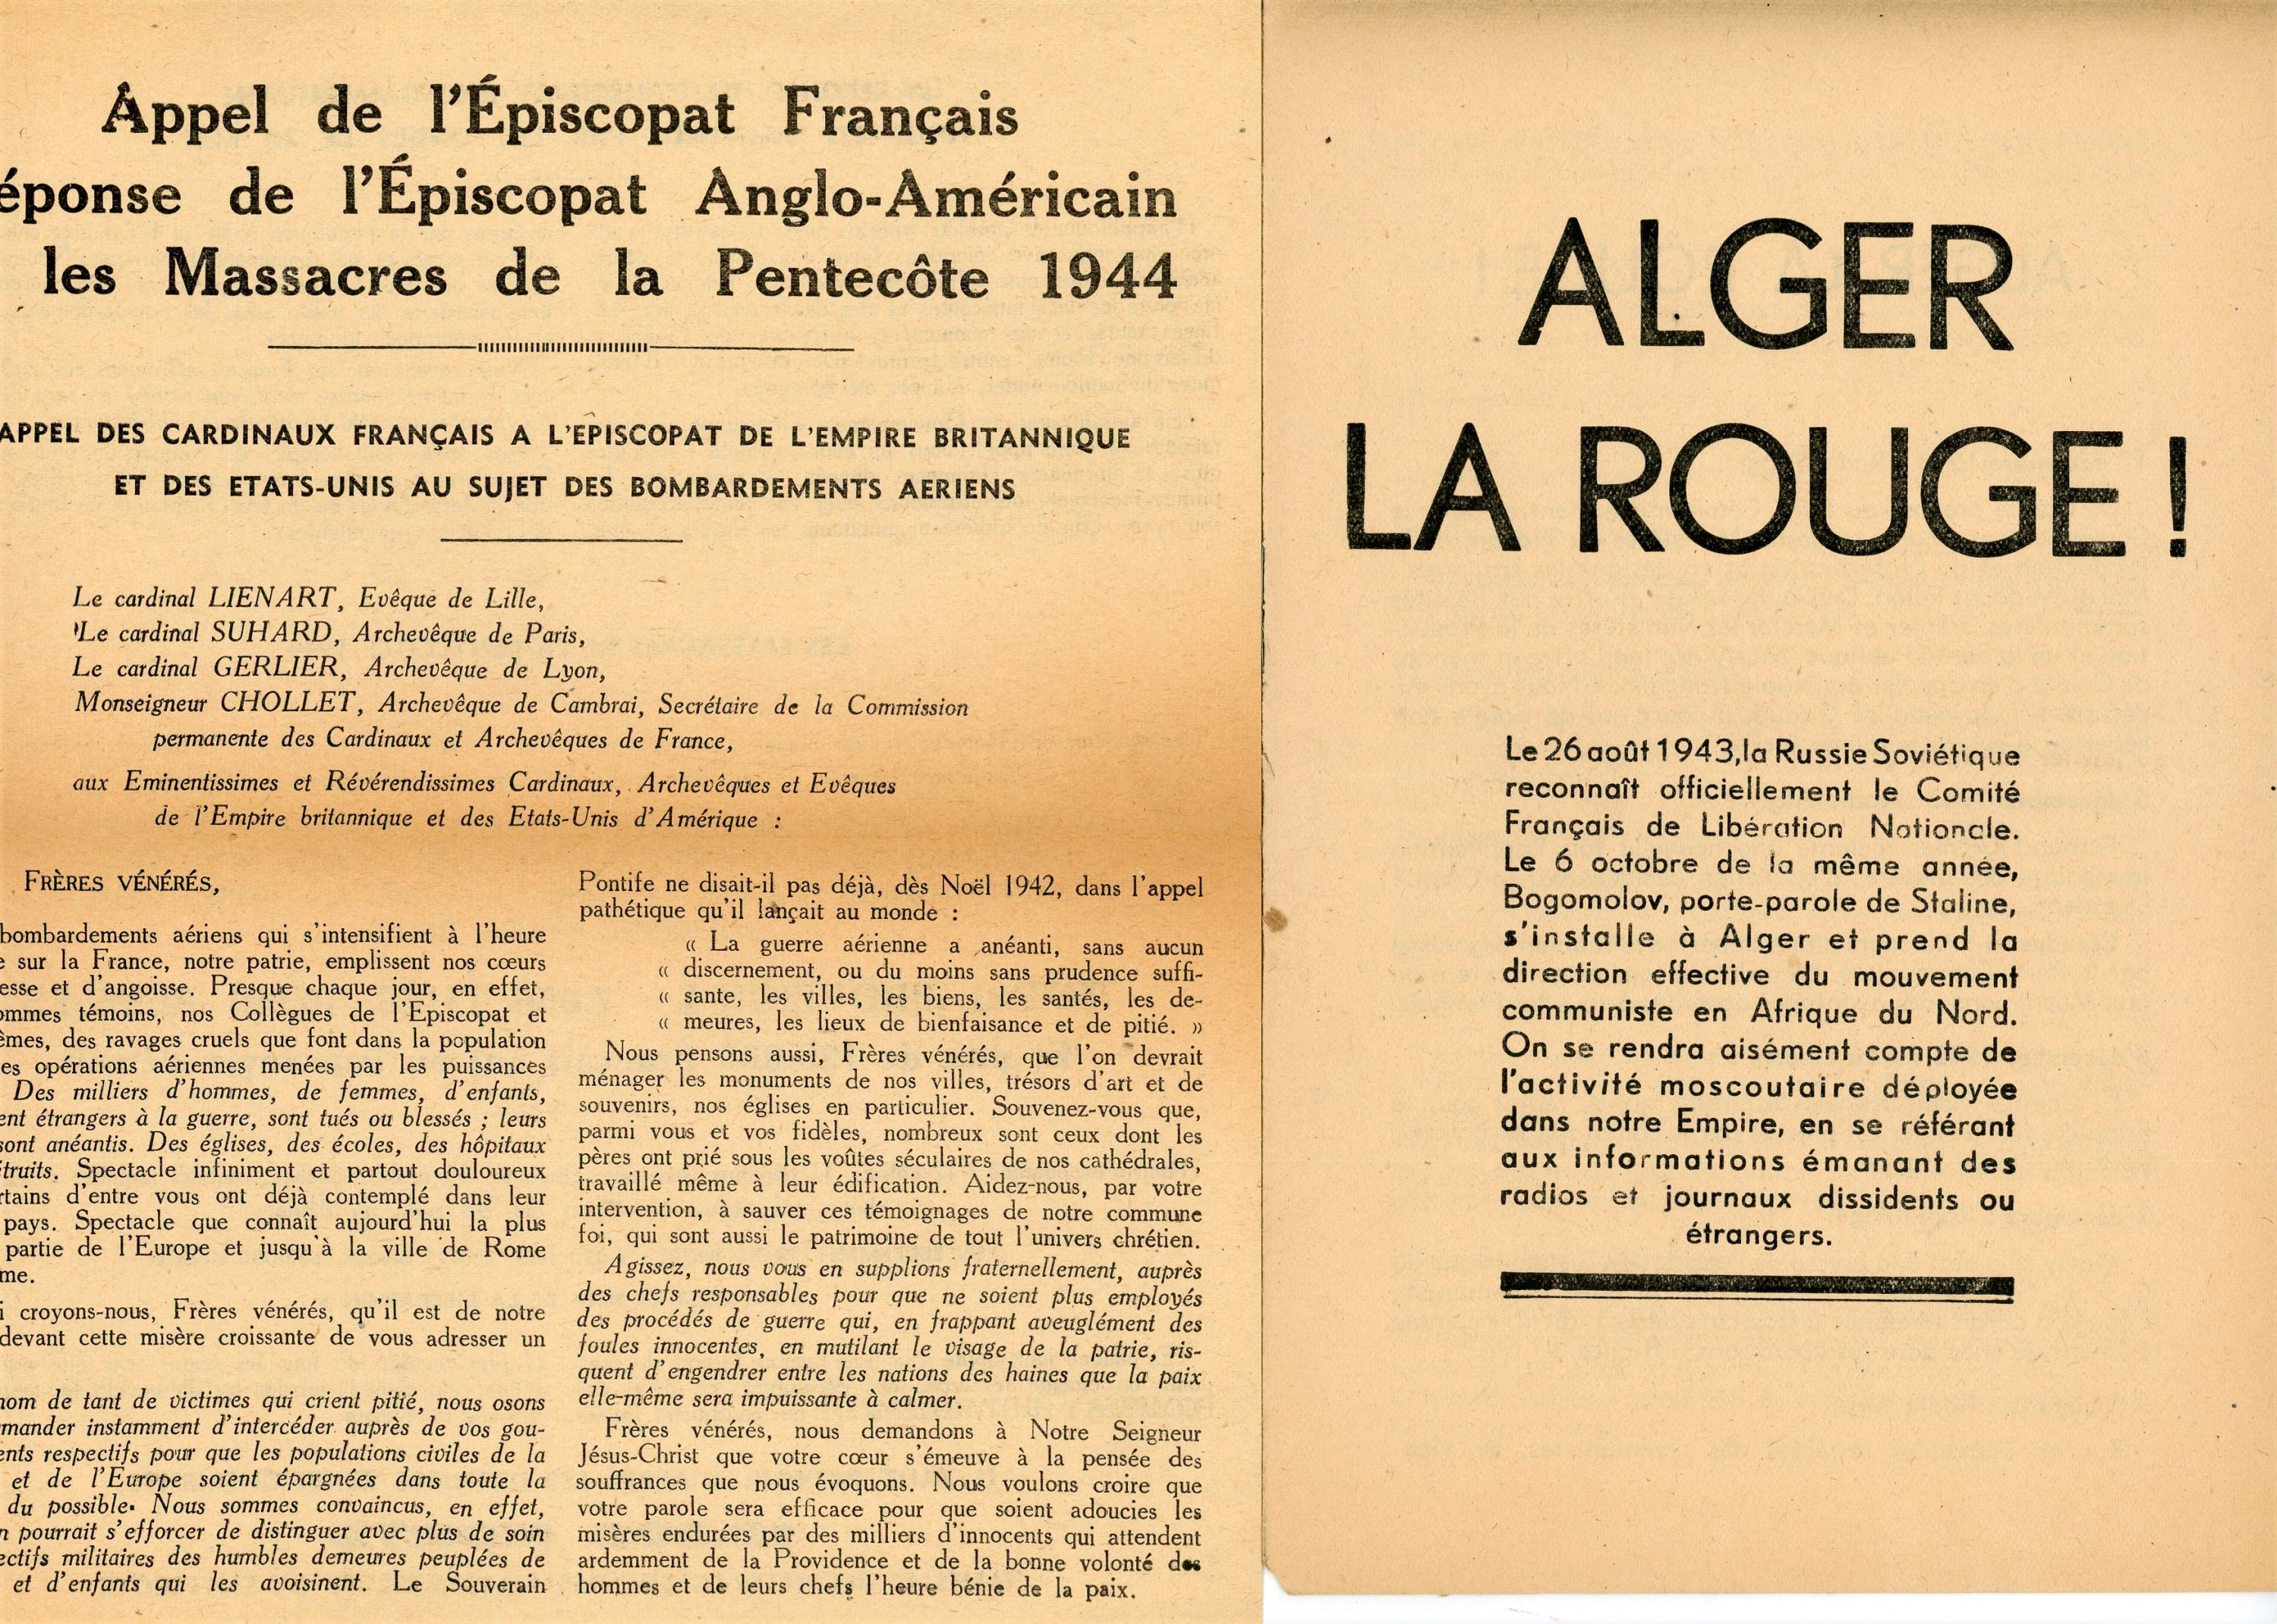 Appel de l'Épiscopat Français
éponse de l'Épiscopat Anglo-Américain
les Massacres de la Pentecôte 1944
APPEL DES CARDINAUX FRANÇAIS A L'EPISCOPAT DE L'EMPIRE BRITANNIQUE
ET DES ETATS-UNIS AU SUJET DES BOMBARDEMENTS AERIENS
Le cardinal LIENART, Evêque de Lille,
Le cardinal SUHARD, Archevêque de Paris,
Le cardinal GERLIER, Archevêque de Lyon,
Monseigneur CHOLLET, Archevêque de Cambrai, Secrétaire de la Commission
permanente des Cardinaux et Archevêques de France,
aux Eminentissimes et Révérendissimes Cardinaux, Archevêques et Evêques
de l'Empire britannique et des Etats-Unis d'Amérique :
FRÈRES VÉNÉRÉS,
bombardements aériens qui s'intensifient à l'heure
e sur la France, notre patrie, emplissent nos cœurs
esse et d'angoisse. Presque chaque jour, en effet,
ommes témoins, nos Collègues de l'Episcopat et
êmes, des ravages cruels que font dans la population
es opérations aériennes menées par les puissances
Des milliers d'hommes, de femmes, d'enfants,
ent étrangers à la guerre, sont tués ou blessés ; leurs
sont anéantis. Des églises, des écoles, des hôpitaux
truits. Spectacle infiniment et partout douloureux
rtains d'entre vous ont déjà contemplé dans leur
pays. Spectacle que connaît aujourd'hui la plus
partie de l'Europe et jusqu'à la ville de Rome
me.
i croyons-nous, Frères vénérés, qu'il est de notre
devant cette misère croissante de vous adresser un
nom de tant de victimes qui crient pitié, nous osons
mander instamment d'intercéder auprès de vos gou-
ents respectifs pour que les populations civiles de la
et de l'Europe soient épargnées dans toute la
du possible. Nous sommes convaincus, en effet,
n pourrait s'efforcer de distinguer avec plus de soin
ectifs militaires des humbles demeures peuplées de
et d'enfants qui les avoisinent. Le Souverain
Pontife ne disait-il pas déjà, dès Noël 1942, dans l'appel
pathétique qu'il lançait au monde :
« La guerre aérienne a anéanti, sans aucun
« discernement, ou du moins sans prudence suffi-
« sante, les villes, les biens, les santés, les de-
« meures, les lieux de bienfaisance et de pitié. »
Nous pensons aussi, Frères vénérés, que l'on devrait
ménager les monuments de nos villes, trésors d'art et de
souvenirs, nos églises en particulier. Souvenez-vous que,
parmi vous et vos fidèles, nombreux sont ceux dont les
pères ont prié sous les voûtes séculaires de nos cathédrales,
travaillé même à leur édification. Aidez-nous, par votre
intervention, à sauver ces témoignages de notre commune
foi, qui sont aussi le patrimoine de tout l'univers chrétien.
Agissez, nous vous en supplions fraternellement, auprès
des chefs responsables pour que ne soient plus employés
des procédés de guerre qui, en frappant aveuglément des
foules innocentes, en mutilant le visage de la patrie, ris-
quent d'engendrer entre les nations des haines que la paix
elle-même sera impuissante à calmer.
Frères vénérés, nous demandons à Notre Seigneur
Jésus-Christ que votre cœur s'émeuve à la pensée des
souffrances que nous évoquons. Nous voulons croire que
votre parole sera efficace pour que soient adoucies les
misères endurées par des milliers d'innocents qui attendent
ardemment de la Providence et de la bonne volonté des
hommes et de leurs chefs l'heure bénie de la paix.
ALGER
LA ROUGE !
Le 26 août 1943, la Russie Soviétique
reconnaît officiellement le Comité
Français de Libération Nationale.
Le 6 octobre de la même année,
Bogomolov, porte-parole de Staline,
s'installe à Alger et prend la
direction effective du mouvement
communiste en Afrique du Nord.
On se rendra aisément compte de
l'activité moscoutaire déployée
dans notre Empire, en se référant
aux informations émanant des
radios et journaux dissidents ou
étrangers.